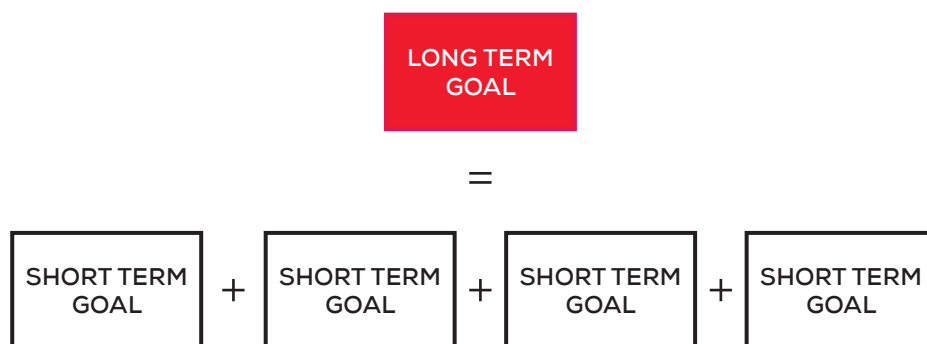 LONG TERM
GOAL
=
SHORT TERM GOAL + SHORT TERM GOAL + SHORT TERM GOAL + SHORT TERM GOAL